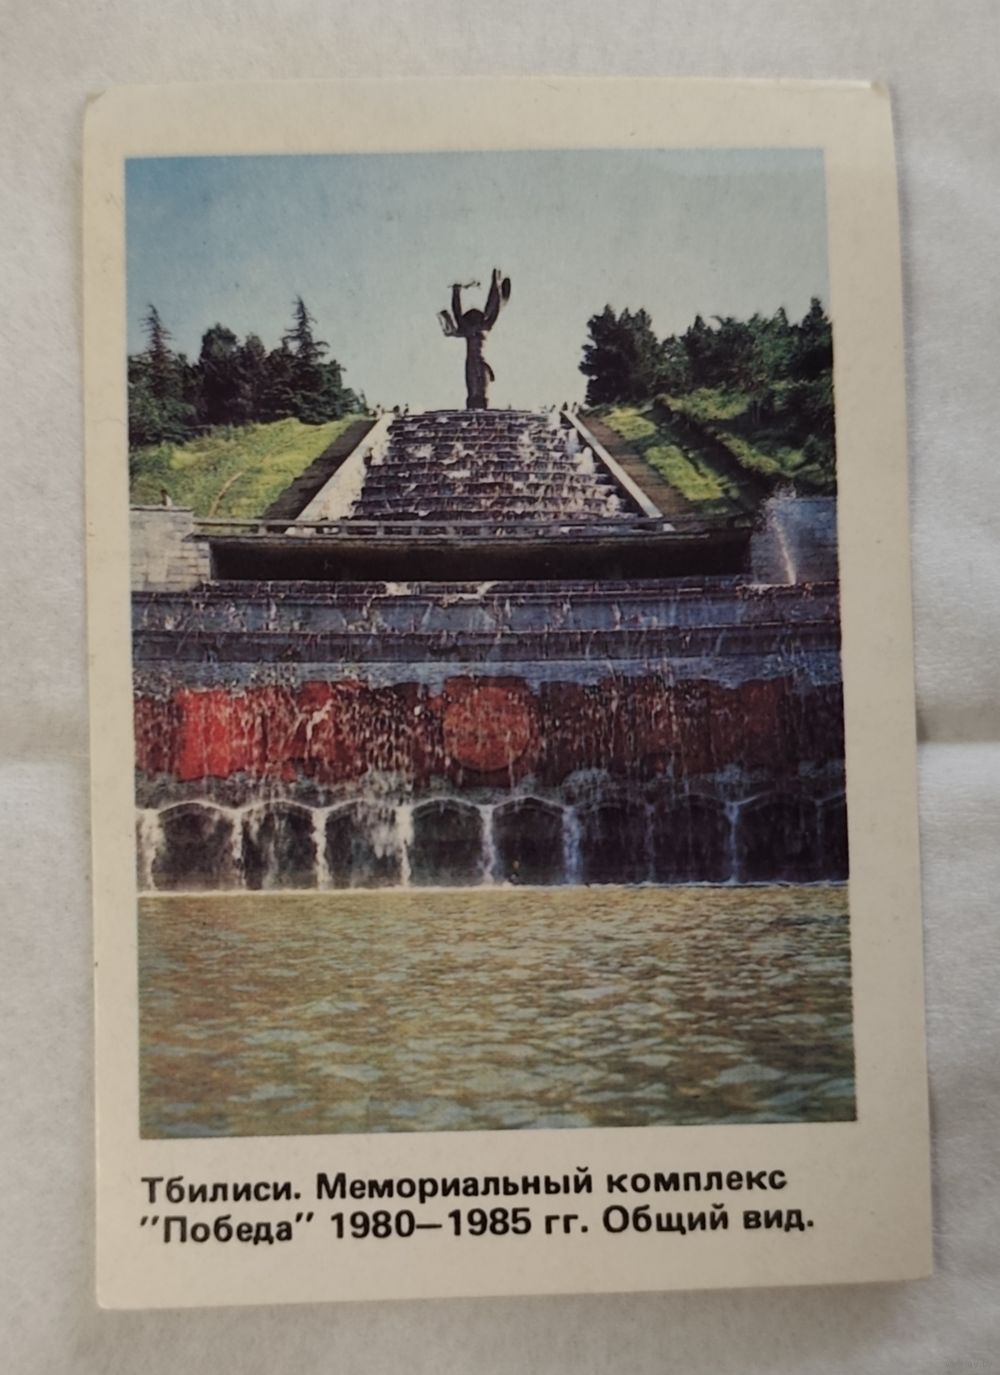 Тбилиси. Мемориальный комплекс
"Победа" 1980—1985 гг. Общий вид.